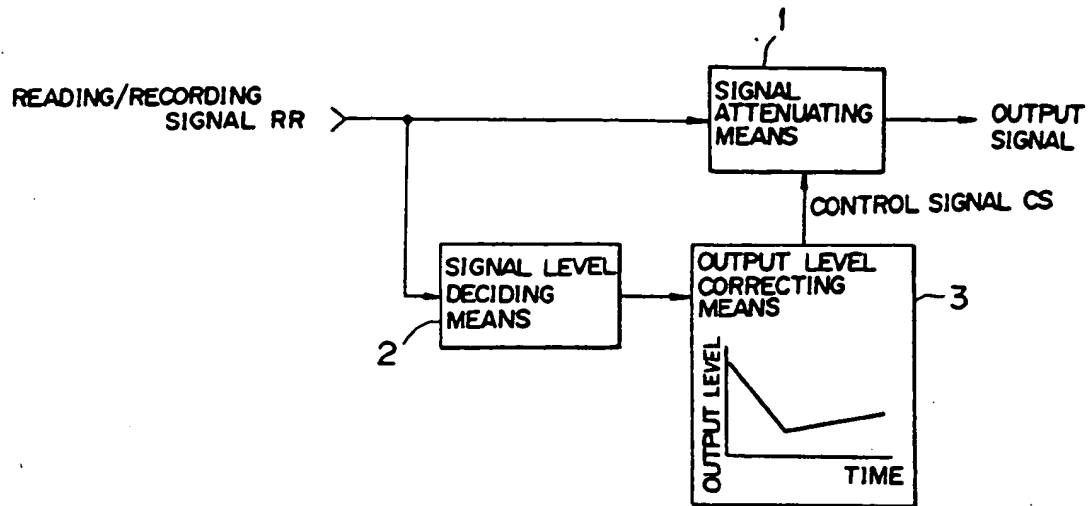 1
READING/RECORDING
SIGNAL RR
SIGNAL
ATTENUATING
MEANS
OUTPUT
SIGNAL
CONTROL SIGNAL CS
SIGNAL LEVEL
DECIDING
MEANS
2
OUTPUT LEVEL
CORRECTING
MEANS
3
OUTPUT LEVEL
TIME